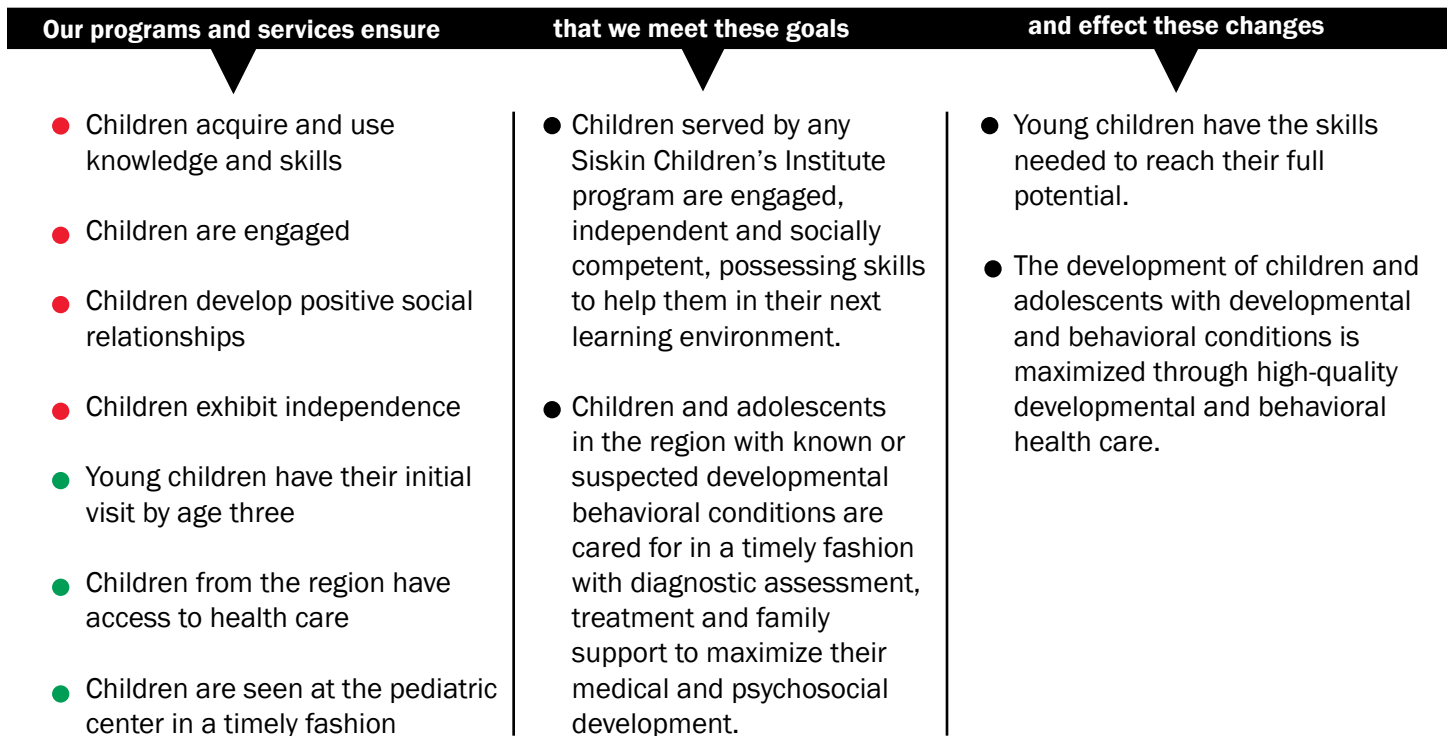 Our programs and services ensure
that we meet these goals
and effect these changes
Children acquire and use
knowledge and skills
Children are engaged
Children develop positive social
relationships
Children exhibit independence
Young children have their initial
visit by age three
Children from the region have
access to health care
Children are seen at the pediatric
center in a timely fashion
Children served by any
Siskin Children’s Institute
program are engaged,
independent and socially
competent, possessing skills
to help them in their next
learning environment.
Children and adolescents
in the region with known or
suspected developmental
behavioral conditions are
cared for in a timely fashion
with diagnostic assessment,
treatment and family
support to maximize their
medical and psychosocial
development.
Young children have the skills
needed to reach their full
potential.
The development of children and
adolescents with developmental
and behavioral conditions is
maximized through high-quality
developmental and behavioral
health care.